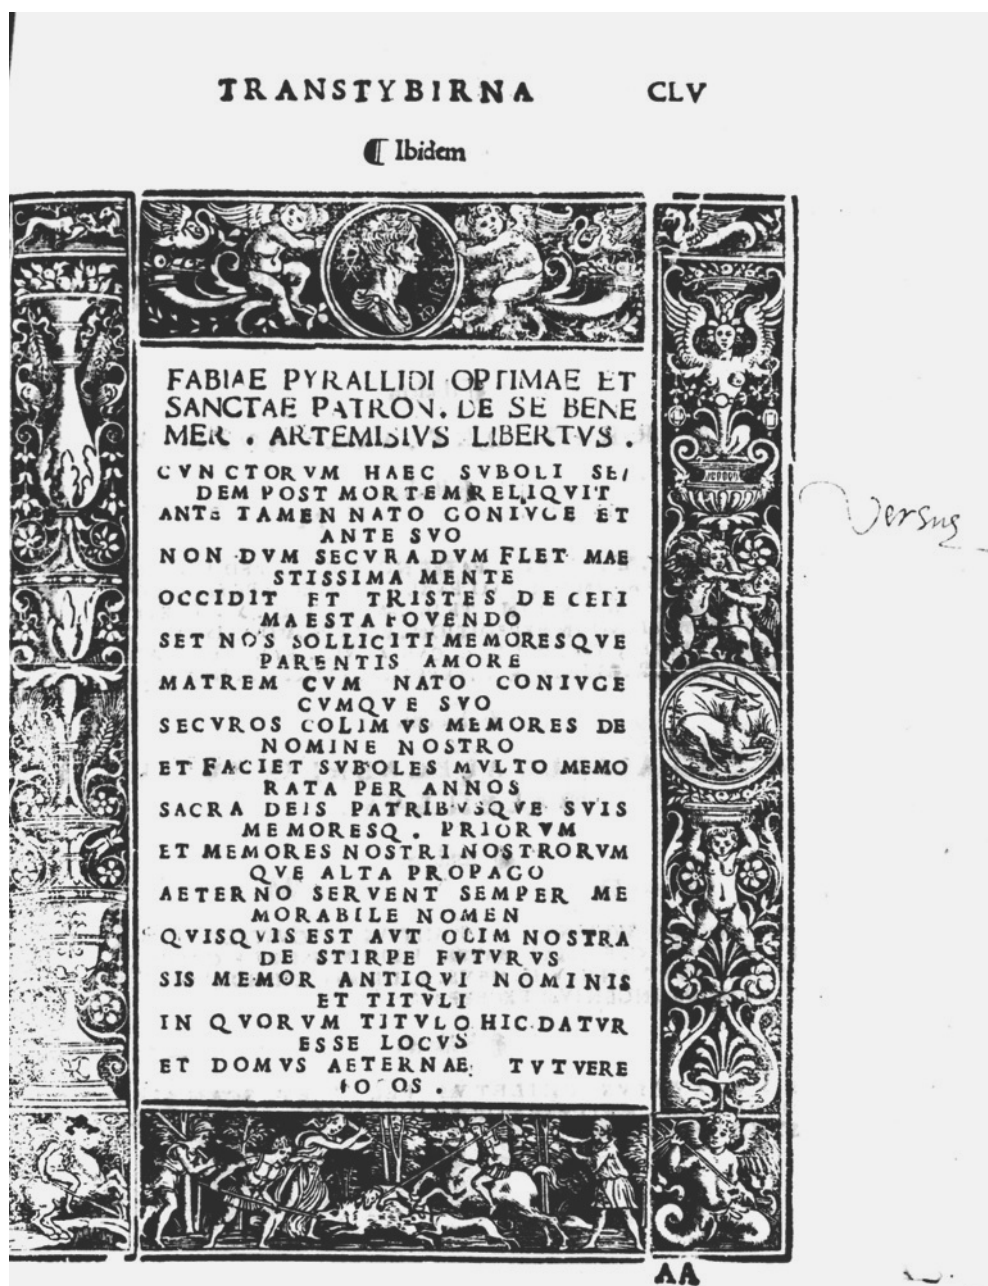 TRANSTYBIRNA CLV
¶ Ibidem
FABIAE PYRALLIDI OPTIMAE ET
SANCTAE PATRON. DE SE BENE
MER . ARTEMISIVS LIBERTVS .
CVNCTORVM HAEC SVBOLI SE/
DEM POST MORTEM RELIQVIT
ANTE TAMEN NATO CONIVGE ET
ANTE SVO
NON DVM SECVRA DVM FLET MAE
STISSIMA MENTE
OCCIDIT ET TRISTES DE
MAESTA FOVENDO
SET NOS SOLLICITI MEMORESQVE
PARENTIS AMORE
MATREM CVM NATO CONIVGE
CVMQVE SVO
SECVROS COLIMVS MEMORES DE
NOMINE NOSTRO
ET FACIET SVBOLES MVLTO MEMO
RATA PER ANNOS
SACRA DEIS PATRIBVSQVE SVIS
MEMORESQ . PRIORVM
ET MEMORES NOSTRI NOSTRORVM
QVE ALTA PROPAGO
AETERNO SERVENT SEMPER ME
MORABILE NOMEN
QVISQVIS EST AVT OLIM NOSTRA
DE STIRPE FVTVRVS
SIS MEMOR ANTIQVI NOMINIS
ET TITVLI
IN QVORVM TITVLO HIC DATVR
ESSE LOCVS
ET DOMVS AETERNAE TVTVERE
Versus
AA